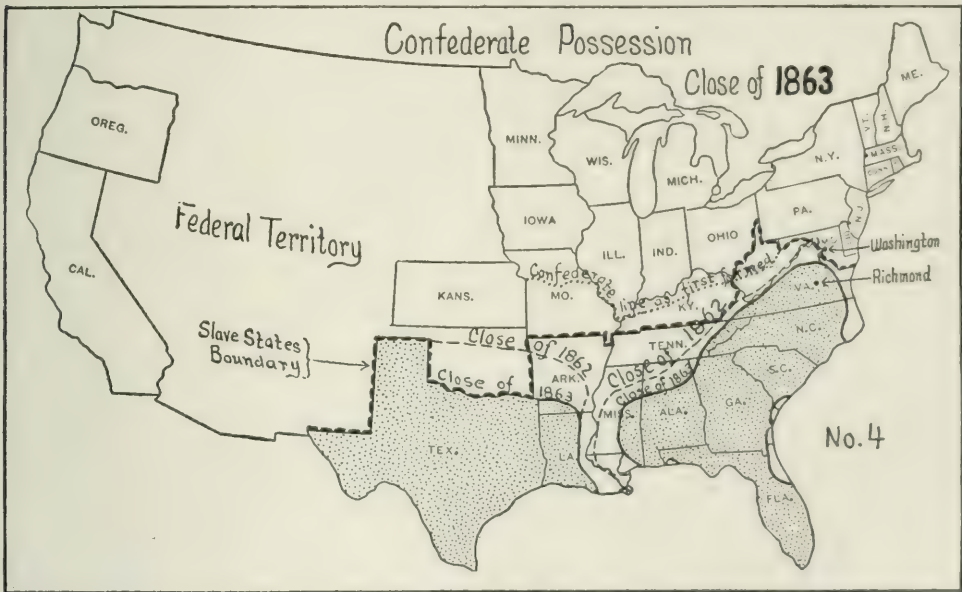 Confederate Possession
Close of 1863
ME.
VT.
N.H.
MASS.
CONN
OREG.
MINN.
WIS.
MICH.
N.Y.
PA.
N.J.
IOWA
Federal Territory
ILL.
IND.
OHIO
Washington
CAL.
KANS.
MO.
Confederate line as first formed
KY.
VA.
Richmond
Slave States
Boundary
Close of 1862
Close of 1862
TENN.
N.C.
Close of 1863
ARK.
Close of 1863
S.C.
MISS.
ALA.
GA.
No. 4
TEX.
LA.
FLA.